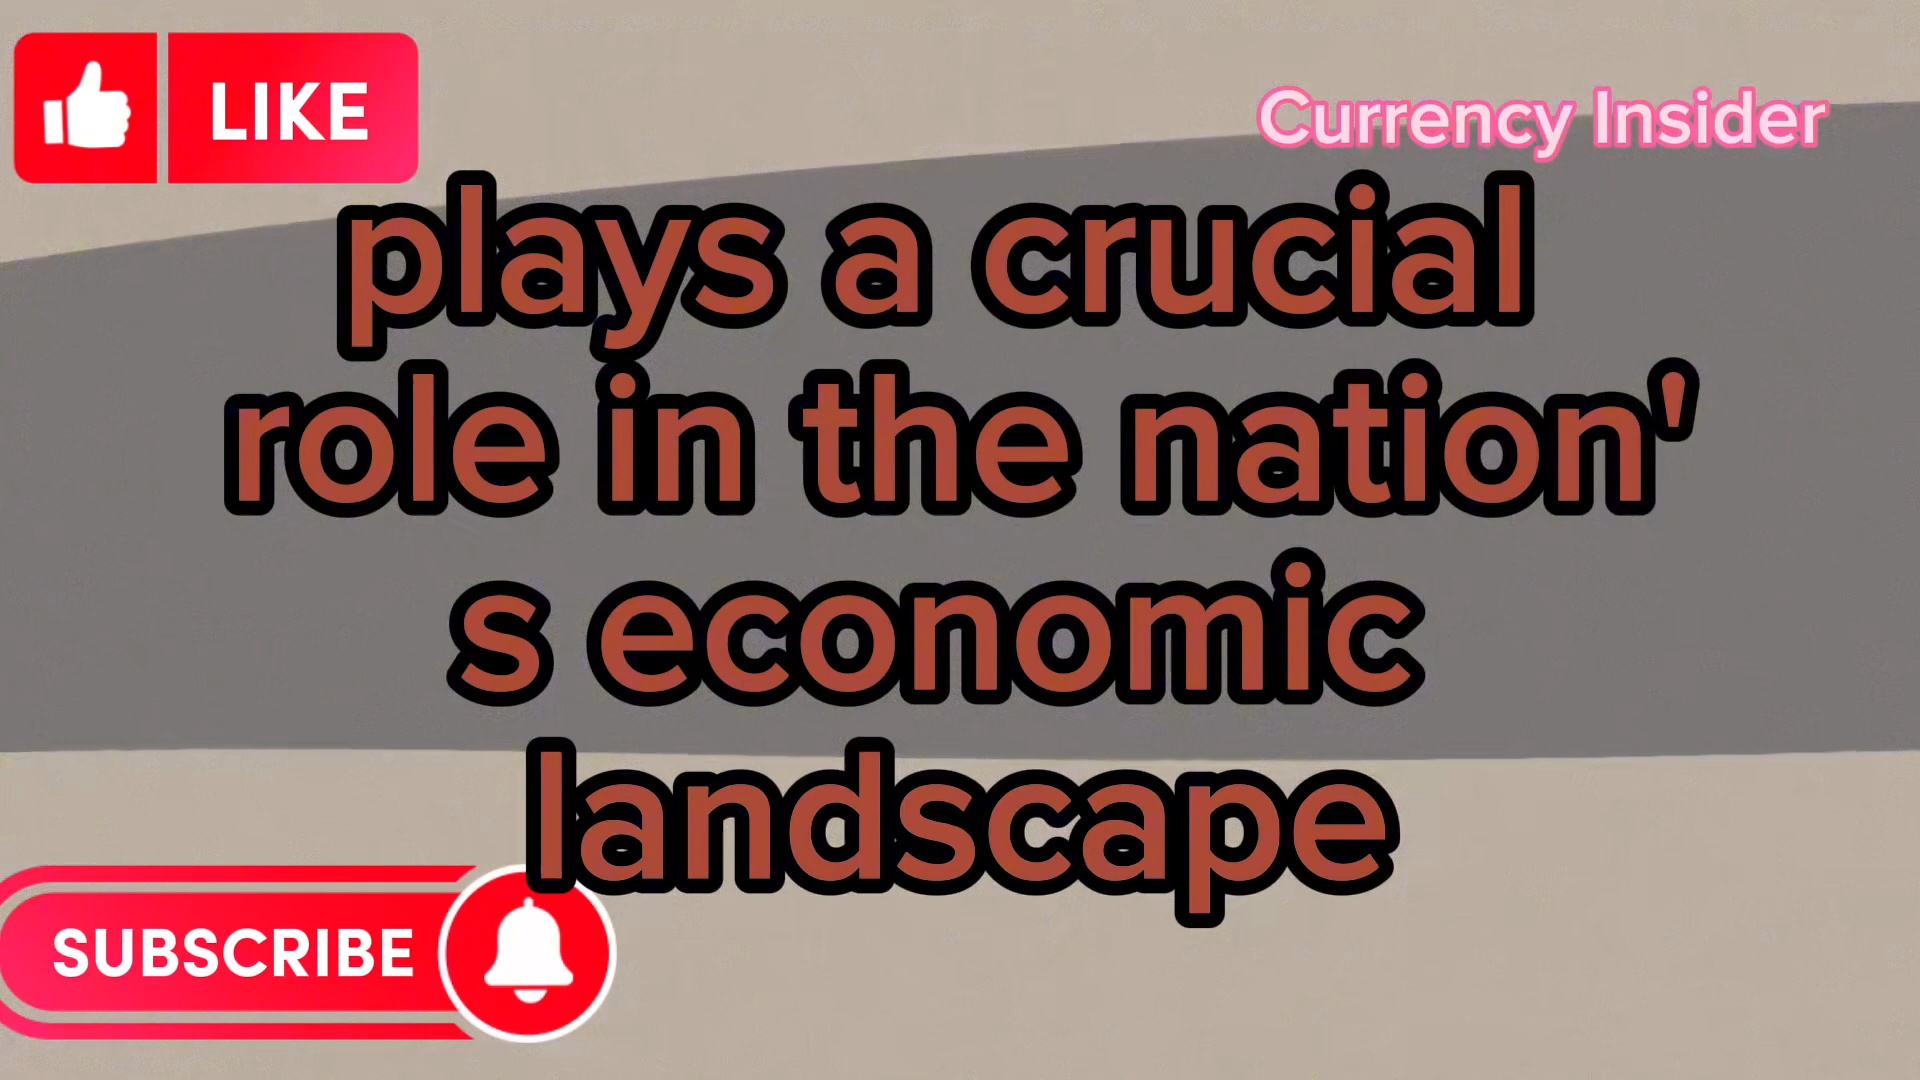 LIKE
Currency Insider
plays a crucial
role in the nation'
s economic
landscape
SUBSCRIBE